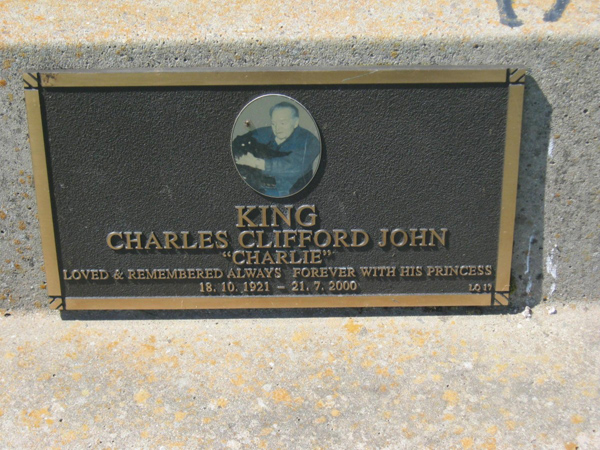 KING
CHARLES CLIFFORD JOHN
"CHARLIE"
LOVED & REMEMBERED ALWAYS FOREVER WITH HIS PRINCESS
18. 10. 1921 – 21. 7. 2000